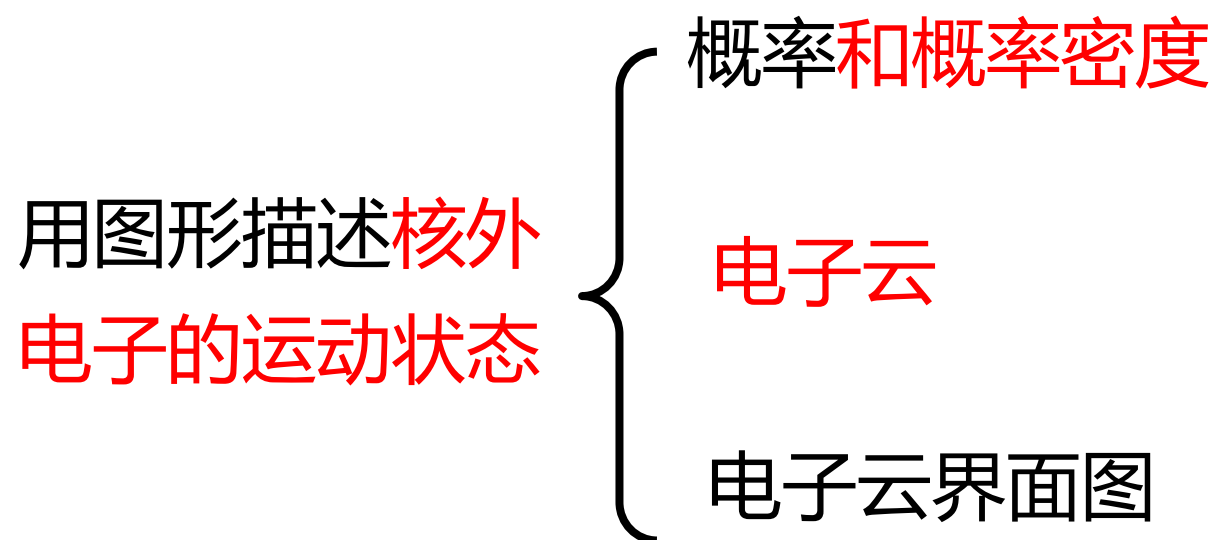 用图形描述核外
电子的运动状态
概率和概率密度
电子云
电子云界面图